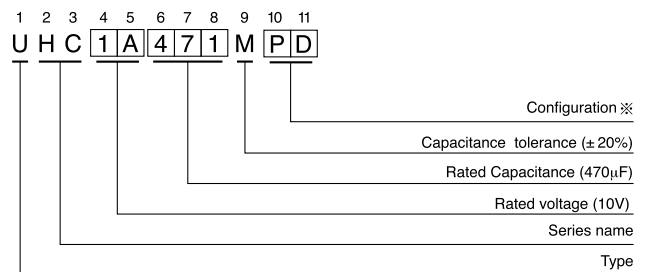 1 2 3 4 5 6 7 8 9 10 11
U H C 1 A 4 7 1 M P D
Configuration ※
Capacitance tolerance (± 20%)
Rated Capacitance (470µF)
Rated voltage (10V)
Series name
Type